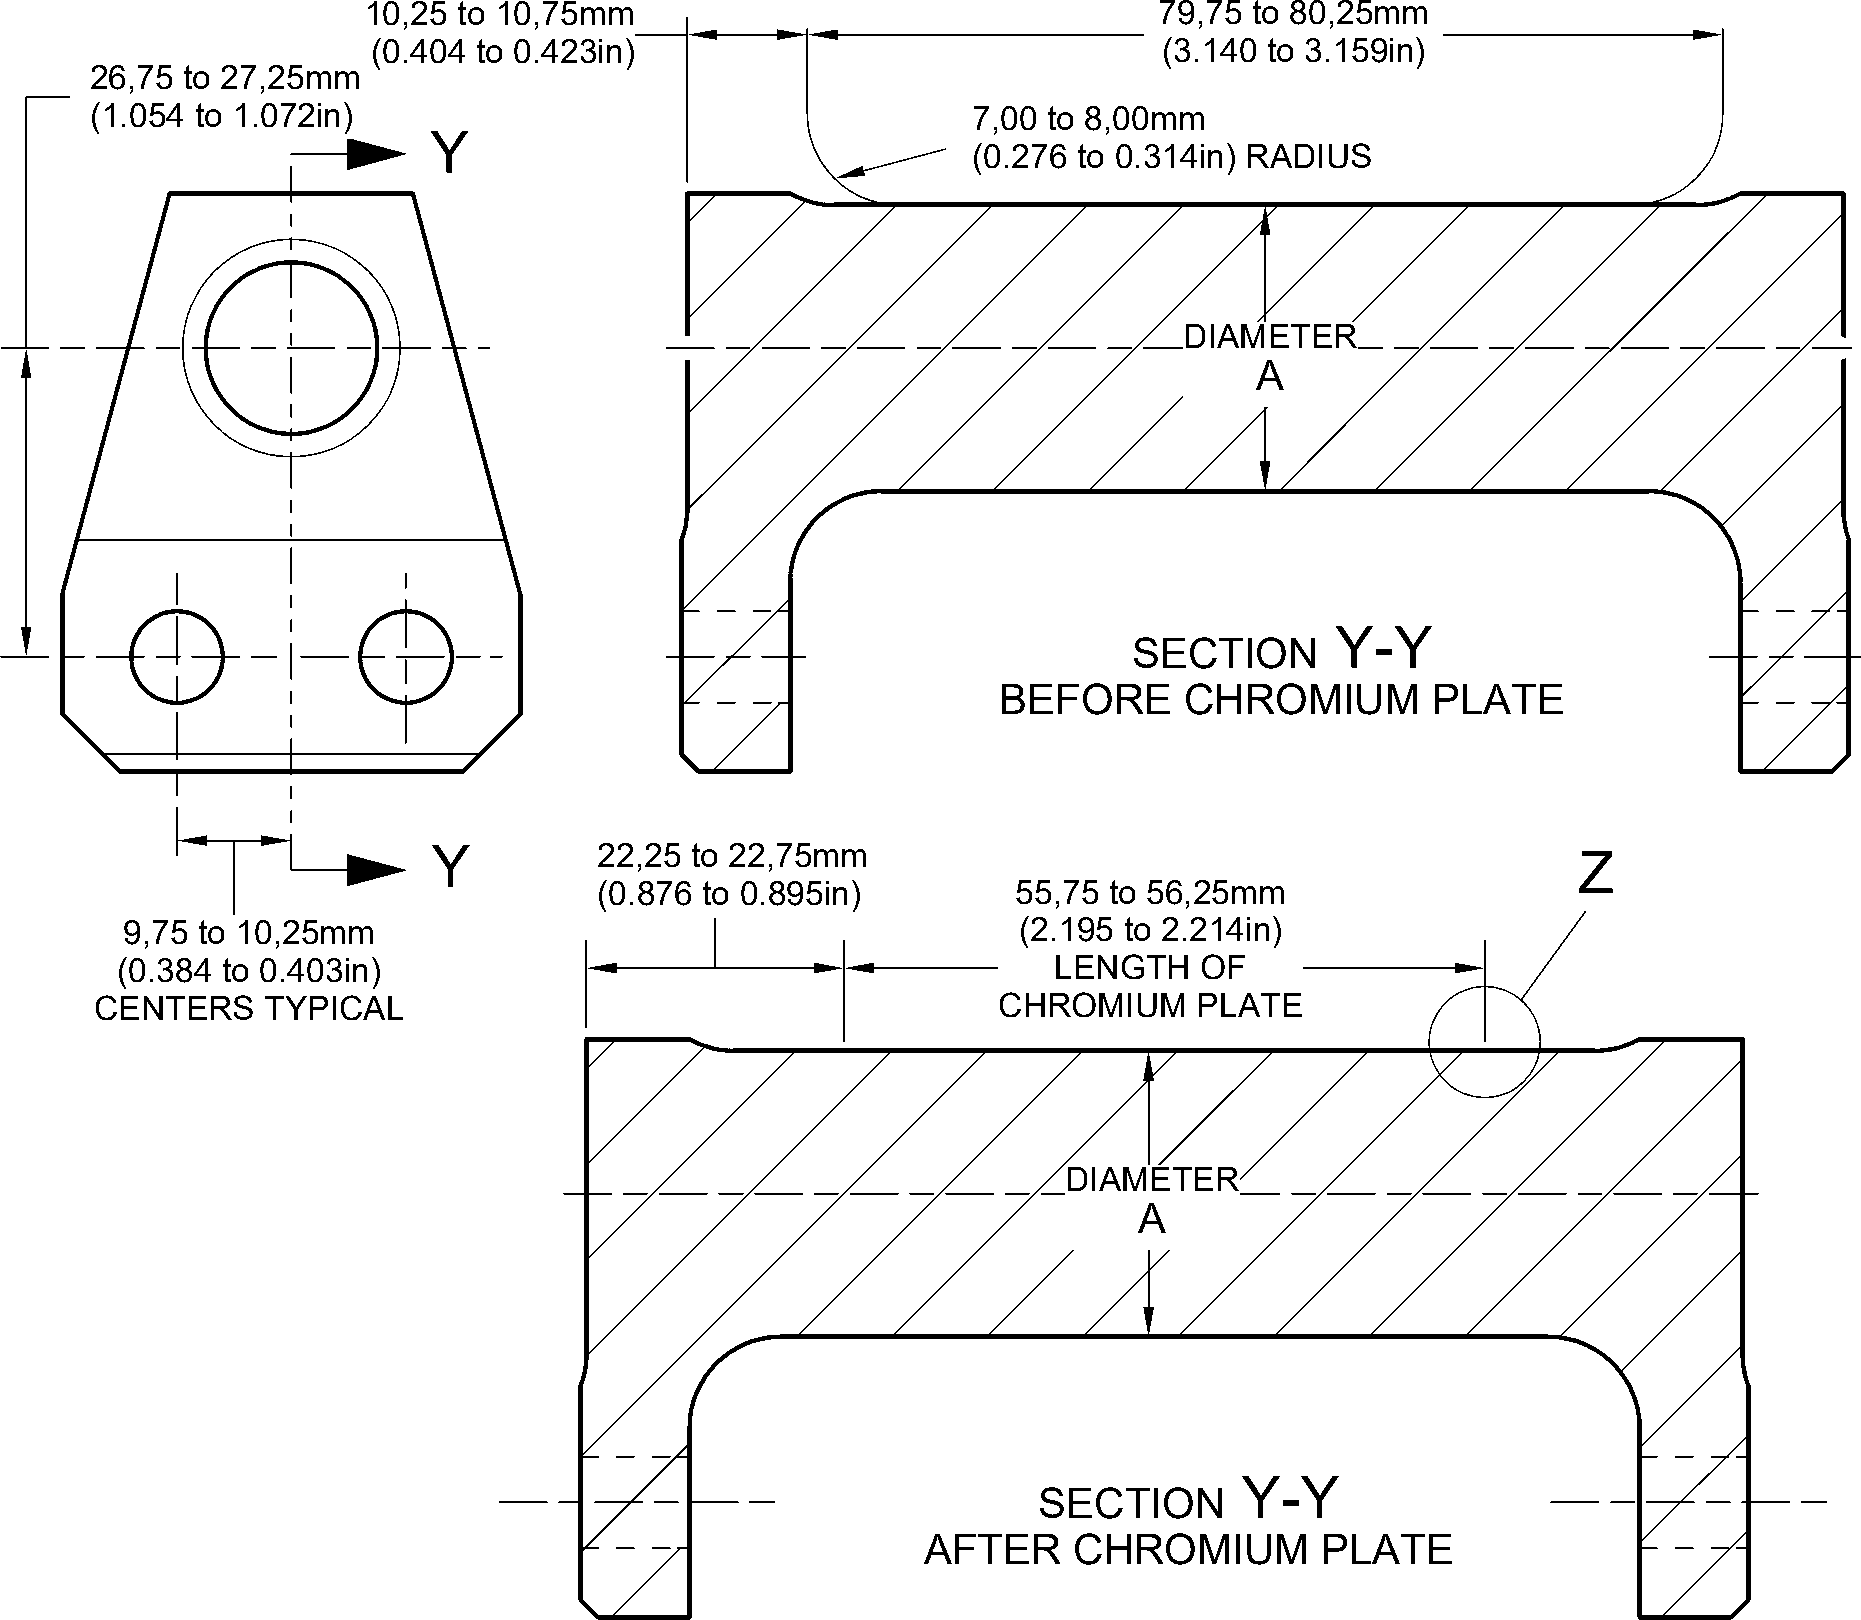 10,25 to 10,75mm
(0.404 to 0.423in)
79,75 to 80,25mm
(3.140 to 3.159in)
26,75 to 27,25mm
(1.054 to 1.072in)
Y
7,00 to 8,00mm
(0.276 to 0.314in) RADIUS
DIAMETER
A
SECTION Y-Y
BEFORE CHROMIUM PLATE
Y
9,75 to 10,25mm
(0.384 to 0.403in)
CENTERS TYPICAL
22,25 to 22,75mm
(0.876 to 0.895in)
55,75 to 56,25mm
(2.195 to 2.214in)
LENGTH OF
CHROMIUM PLATE
Z
DIAMETER
A
SECTION Y-Y
AFTER CHROMIUM PLATE